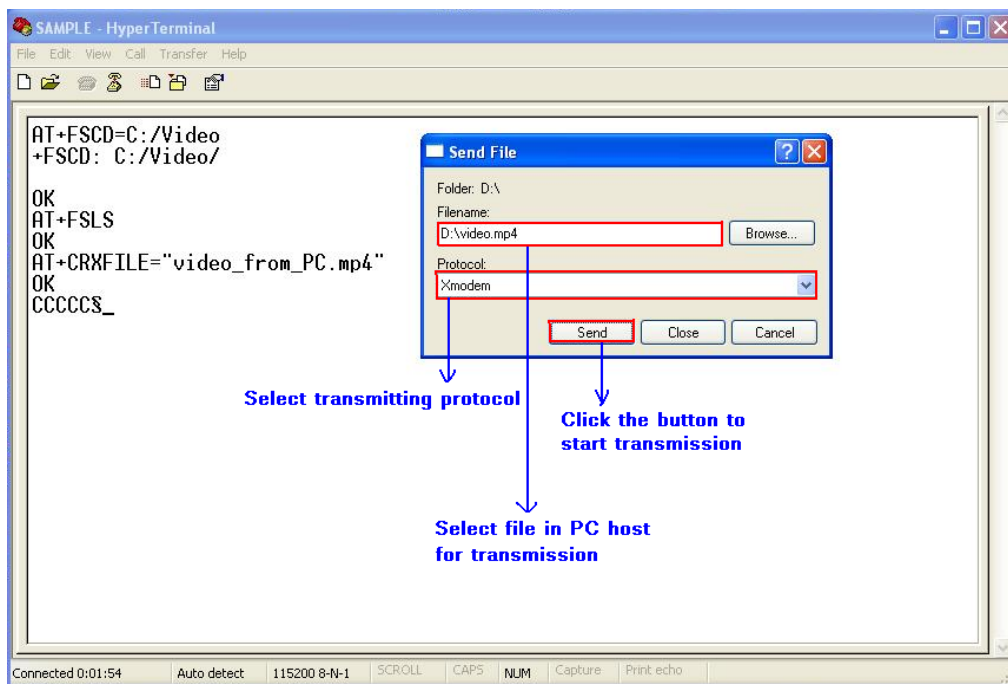 SAMPLE - HyperTerminal
File Edit View Call Transfer Help
AT+FSCD=C:/Video
+FSCD: C:/Video/
OK
AT+FSLS
OK
AT+CRXFILE="video_from_PC.mp4"
OK
CCCCC§_
Send File
Folder: D:\
Filename:
D:\video.mp4
Browse...
Protocol:
Xmodem
Send Close Cancel
Select transmitting protocol
Click the button to
start transmission
Select file in PC host
for transmission
Connected 0:01:54 Auto detect 115200 8-N-1 SCROLL CAPS NUM Capture Print echo